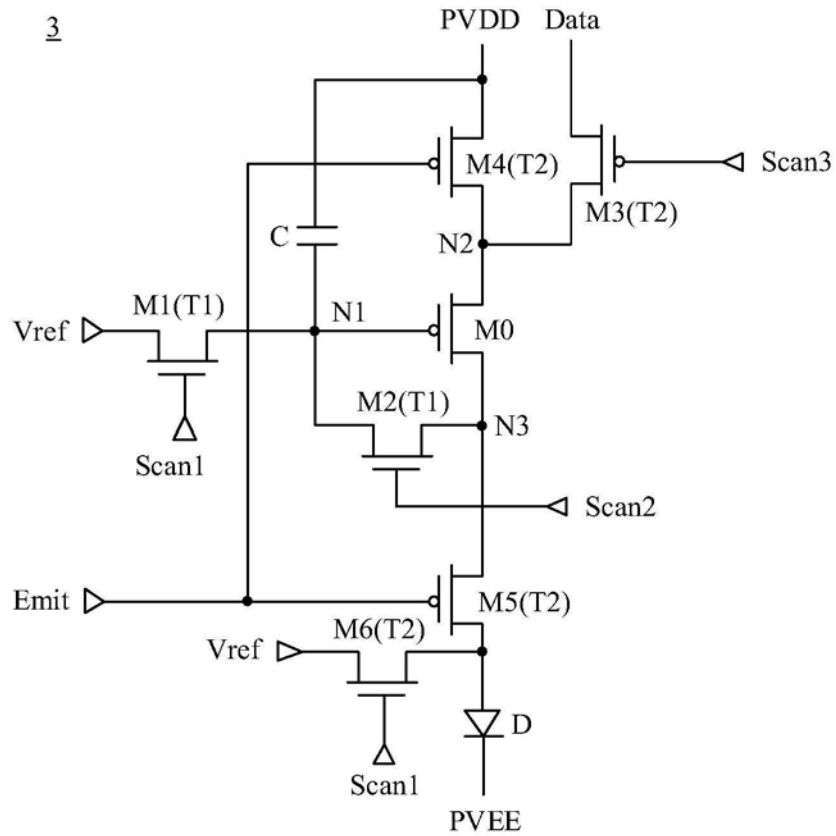 3
PVDD
Data
M4(T2)
Scan3
M3(T2)
C
N2
M1(T1)
N1
Vref
M0
M2(T1)
N3
Scan1
Scan2
Emit
M5(T2)
M6(T2)
Vref
D
Scan1
PVEE